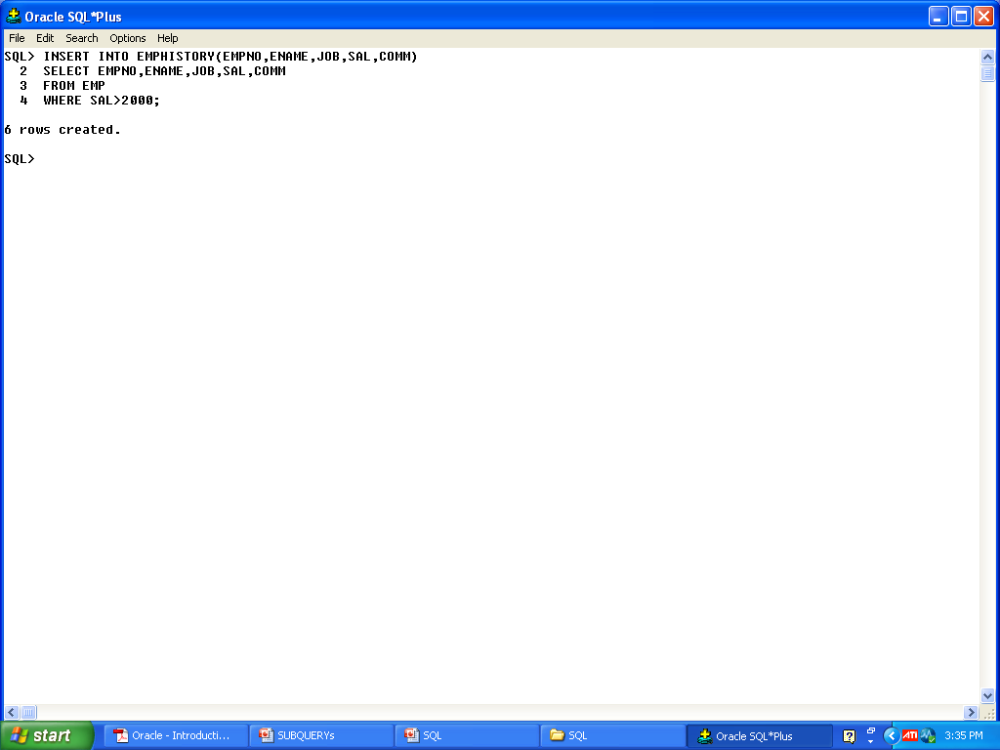 Oracle SQL*Plus
File Edit Search Options Help
SQL> INSERT INTO EMPHISTORY(EMPNO,ENAME,JOB,SAL,COMM)
2 SELECT EMPNO,ENAME,JOB,SAL,COMM
3 FROM EMP
4 WHERE SAL>2000;
6 rows created.
SQL>
start Oracle - Introducti... SUBQUERYs SQL SQL Oracle SQL*Plus ATI 3:35 PM